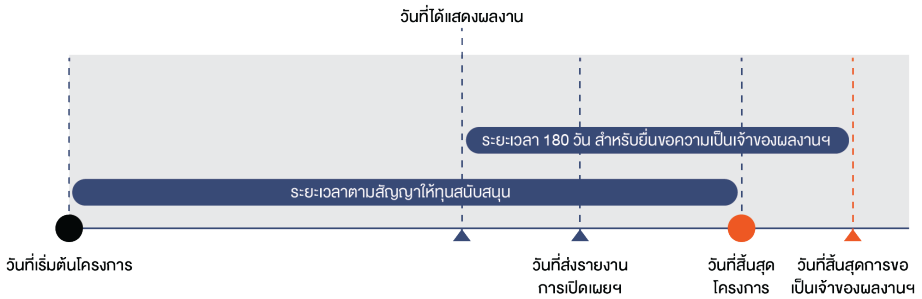 วันที่ได้แสดงผลงาน
ระยะเวลา 180 วัน สำหรับยื่นขอความเป็นเจ้าของผลงานฯ
ระยะเวลาตามสัญญาให้ทุนสนับสนุน
วันที่เริ่มต้นโครงการ
วันที่ส่งรายงาน
การเปิดเผยฯ
วันที่สิ้นสุด
โครงการ
วันที่สิ้นสุดการขอ
เป็นเจ้าของผลงานฯ